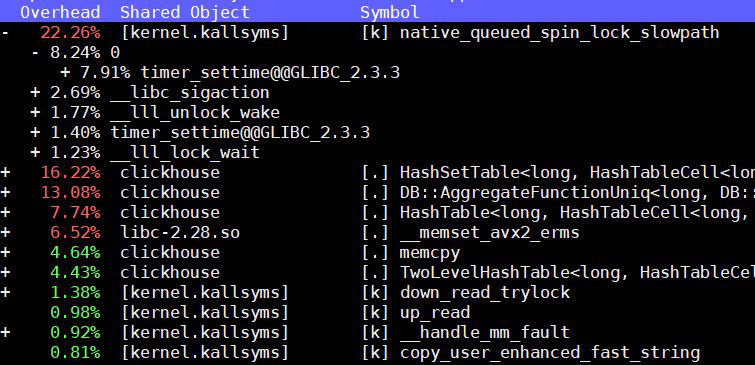 Overhead Shared Object Symbol
- 22.26% [kernel.kallsyms] [k] native_queued_spin_lock_slowpath
- 8.24% 0
+ 7.91% timer_settime@@GLIBC_2.3.3
+ 2.69% __libc_sigaction
+ 1.77% __lll_unlock_wake
+ 1.40% timer_settime@@GLIBC_2.3.3
+ 1.23% __lll_lock_wait
+ 16.22% clickhouse [.] HashSetTable<long, HashTableCell<lon
+ 13.08% clickhouse [.] DB::AggregateFunctionUniq<long, DB::
+ 7.74% clickhouse [.] HashTable<long, HashTableCell<long,
+ 6.52% libc-2.28.so [.] __memset_avx2_erms
+ 4.64% clickhouse [.] memcpy
+ 4.43% clickhouse [.] TwoLevelHashTable<long, HashTableCel
+ 1.38% [kernel.kallsyms] [k] down_read_trylock
0.98% [kernel.kallsyms] [k] up_read
+ 0.92% [kernel.kallsyms] [k] __handle_mm_fault
0.81% [kernel.kallsyms] [k] copy_user_enhanced_fast_string